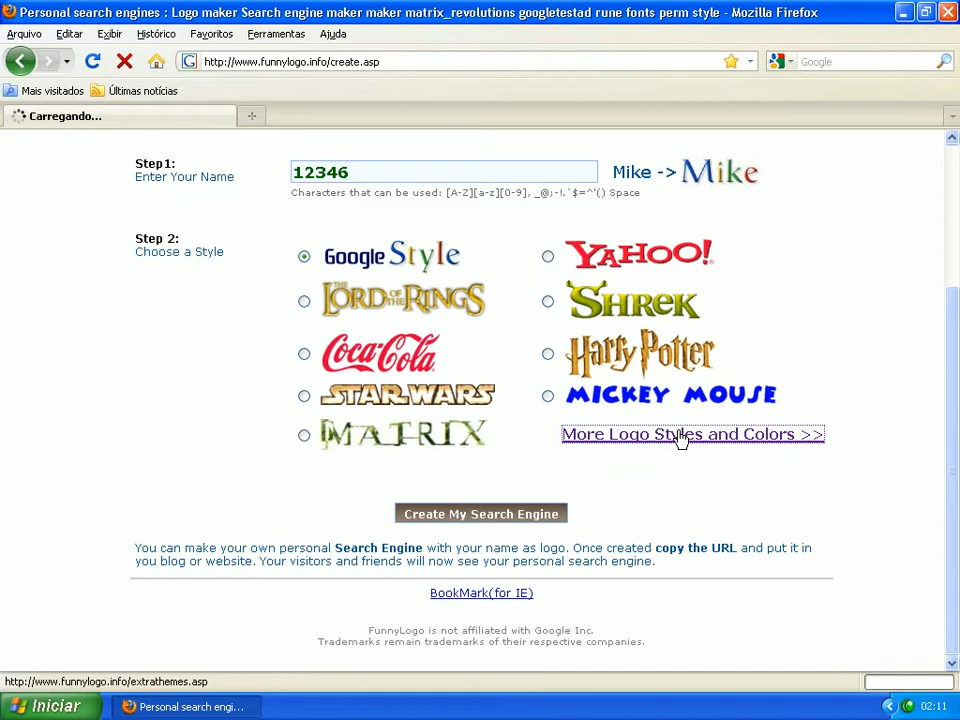 Personal search engines : Logo maker Search engine maker maker matrix_revolutions googletestad rune fonts perm style - Mozilla Firefox
Arquivo Editar Exibir Histórico Favoritos Ferramentas Ajuda
http://www.funnylogo.info/create.asp
Google
Mais visitados Últimas notícias
Carregando...
Step1:
Enter Your Name
12346
Mike -> Mike
Characters that can be used: [A-Z][a-z][0-9], _@;-!.`$=^'() Space
Step 2:
Choose a Style
Google Style YAHOO!
THE LORD OF THE RINGS SHREK
Coca-Cola Harry Potter
STAR WARS MICKEY MOUSE
MATRIX More Logo Styles and Colors >>
Create My Search Engine
You can make your own personal Search Engine with your name as logo. Once created copy the URL and put it in
you blog or website. Your visitors and friends will now see your personal search engine.
BookMark(for IE)
FunnyLogo is not affiliated with Google Inc.
Trademarks remain trademarks of their respective companies.
http://www.funnylogo.info/extrathemes.asp
Iniciar Personal search engi... 02:11